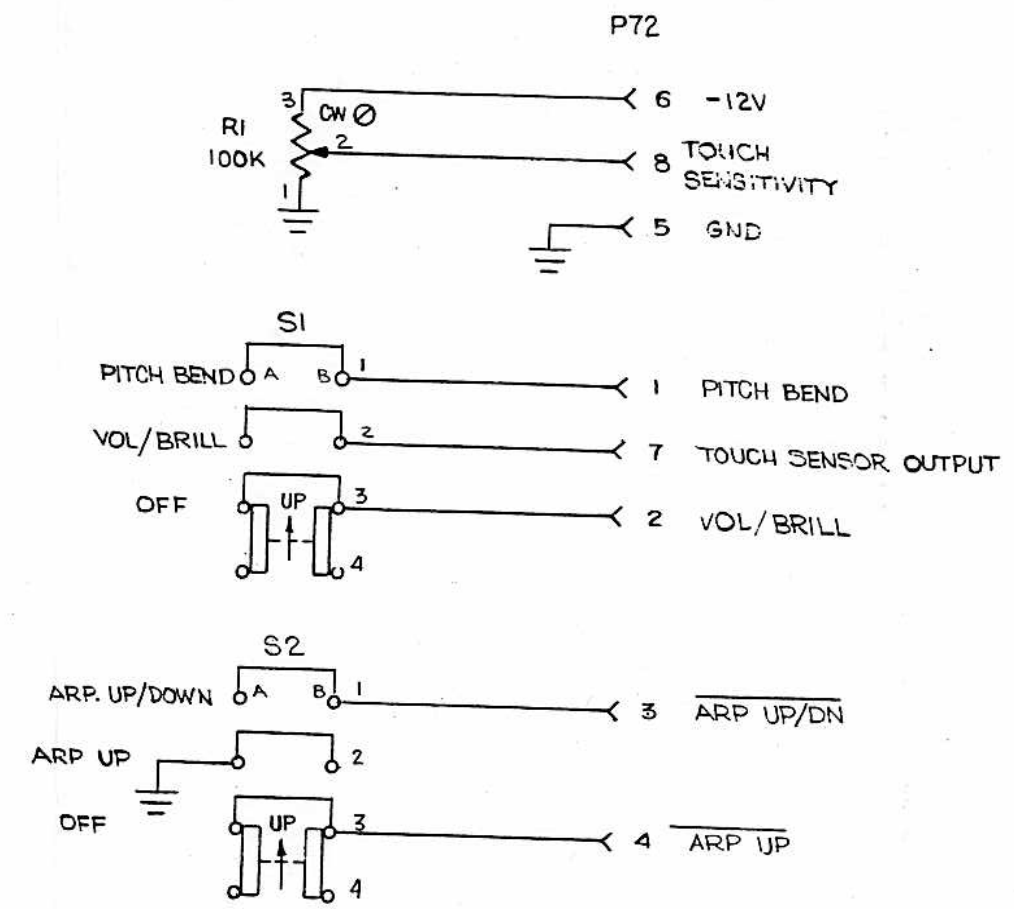 P72
3
CW
6 -12V
R1
100K
2
8 TOUCH
SENSITIVITY
1
5 GND
S1
PITCH BEND A B 1
1 PITCH BEND
VOL/BRILL 2
7 TOUCH SENSOR OUTPUT
OFF UP 3
2 VOL/BRILL
4
S2
ARP. UP/DOWN A B 1
3 ARP UP/DN
ARP UP 2
OFF UP 3
4 ARP UP
4